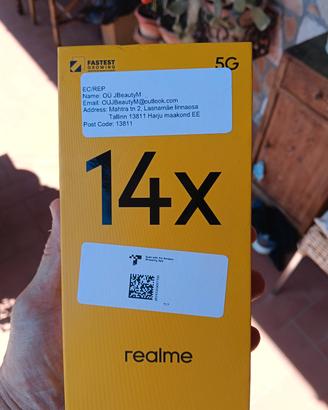 FASTEST
GROWING
5G
EC/REP
Name: OÜ JBeautyM
Email: OUJBeautyM@outlook.com
Address: Mahtra tn 2, Lasnamäe linnaosa
Tallinn 13811 Harju maakond EE
Post Code: 13811
14x
realme